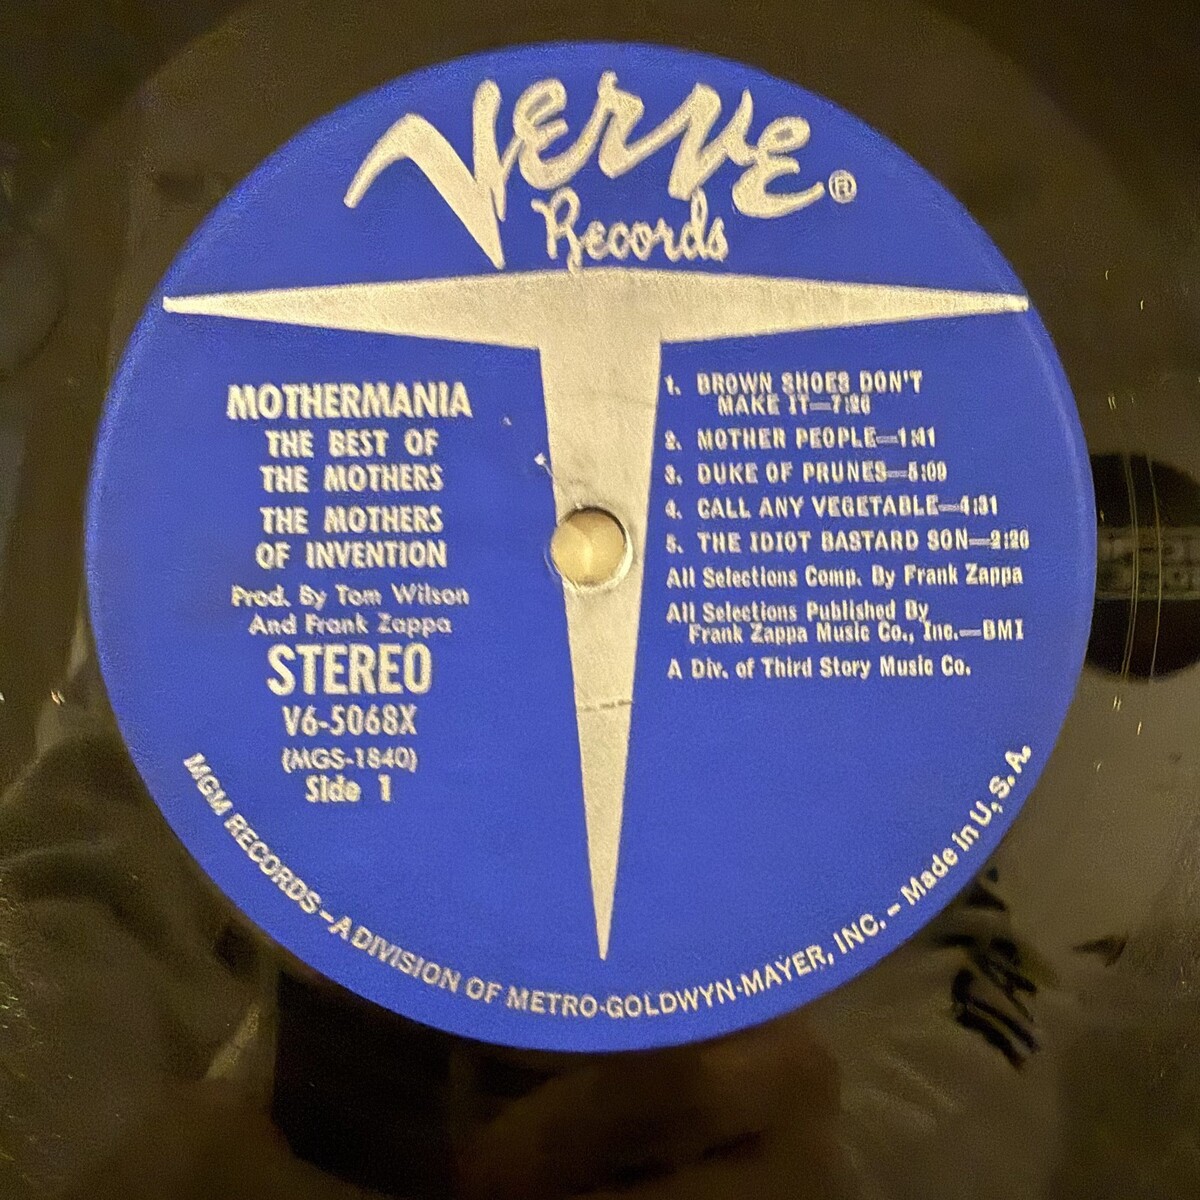 Verve®
Records
MOTHERMANIA
THE BEST OF
THE MOTHERS
THE MOTHERS
OF INVENTION
Prod. By Tom Wilson
And Frank Zappa
STEREO
V6-5068X
(MGS-1840)
Side 1
1. BROWN SHOES DON'T
MAKE IT—7:26
2. MOTHER PEOPLE—1:41
3. DUKE OF PRUNES—5:09
4. CALL ANY VEGETABLE—4:31
5. THE IDIOT BASTARD SON—2:26
All Selections Comp. By Frank Zappa
All Selections Published By
Frank Zappa Music Co., Inc.—BMI
A Div. of Third Story Music Co.
MGM RECORDS – A DIVISION OF METRO-GOLDWYN-MAYER, INC. – Made in U.S.A.